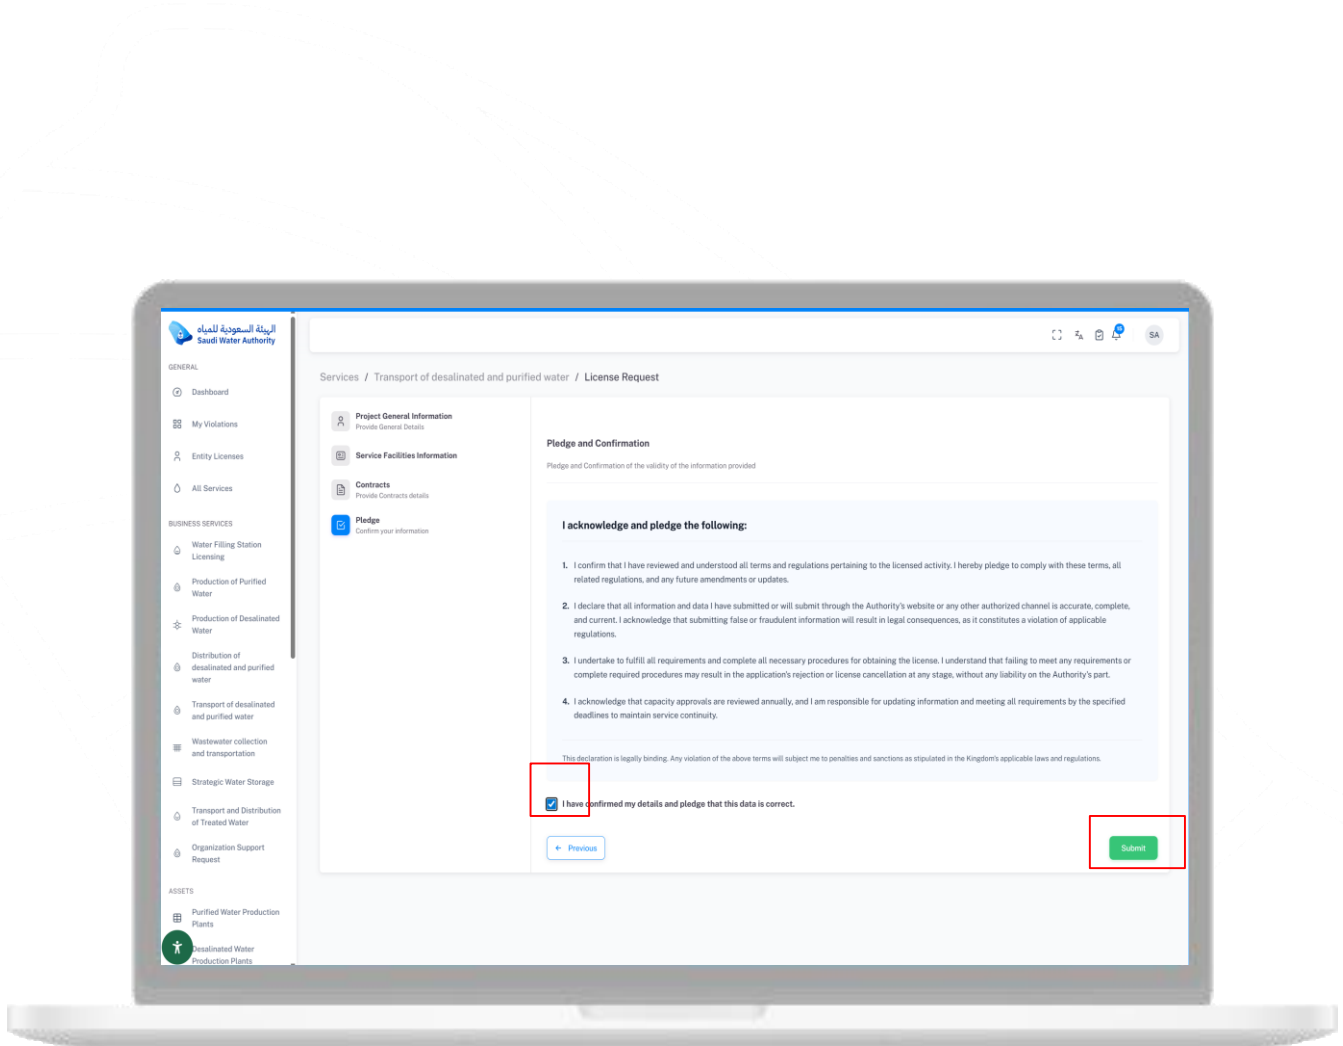 الهيئة السعودية للمياه
Saudi Water Authority
GENERAL
Dashboard
My Violations
Entity Licenses
All Services
BUSINESS SERVICES
Water Filling Station
Licensing
Production of Purified
Water
Production of Desalinated
Water
Distribution of
desalinated and purified
water
Transport of desalinated
and purified water
Wastewater collection
and transportation
Strategic Water Storage
Transport and Distribution
of Treated Water
Organization Support
Request
ASSETS
Purified Water Production
Plants
Desalinated Water
Production Plants
SA
Services / Transport of desalinated and purified water / License Request
Project General Information
Provide General Details
Service Facilities Information
Contracts
Provide Contracts details
Pledge
Confirm your information
Pledge and Confirmation
Pledge and Confirmation of the validity of the information provided
I acknowledge and pledge the following:
1. I confirm that I have reviewed and understood all terms and regulations pertaining to the licensed activity. I hereby pledge to comply with these terms, all
related regulations, and any future amendments or updates.
2. I declare that all information and data I have submitted or will submit through the Authority's website or any other authorized channel is accurate, complete,
and current. I acknowledge that submitting false or fraudulent information will result in legal consequences, as it constitutes a violation of applicable
regulations.
3. I undertake to fulfill all requirements and complete all necessary procedures for obtaining the license. I understand that failing to meet any requirements or
complete required procedures may result in the application's rejection or license cancellation at any stage, without any liability on the Authority's part.
4. I acknowledge that capacity approvals are reviewed annually, and I am responsible for updating information and meeting all requirements by the specified
deadlines to maintain service continuity.
This declaration is legally binding. Any violation of the above terms will subject me to penalties and sanctions as stipulated in the Kingdom's applicable laws and regulations.
I have confirmed my details and pledge that this data is correct.
← Previous
Submit